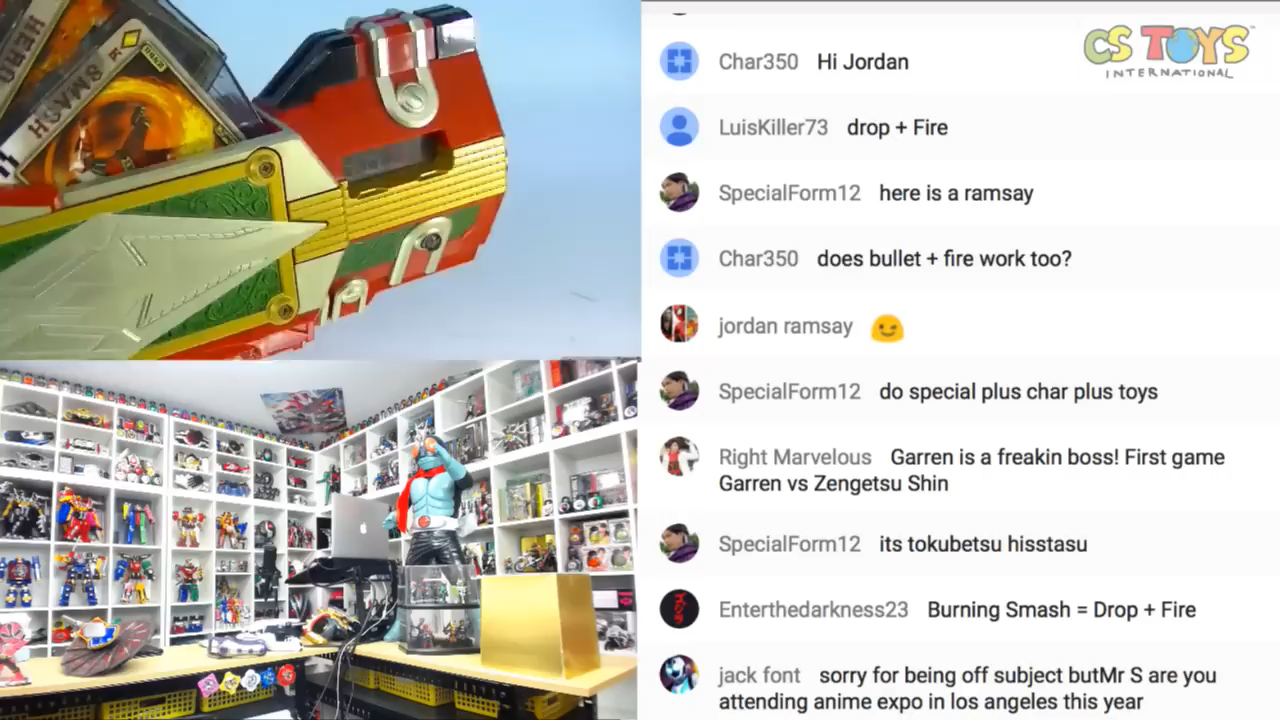 HERO
SMASH
CS TOYS
INTERNATIONAL
Char350 Hi Jordan
LuisKiller73 drop + Fire
SpecialForm12 here is a ramsay
Char350 does bullet + fire work too?
jordan ramsay
SpecialForm12 do special plus char plus toys
Right Marvelous Garren is a freakin boss! First game
Garren vs Zengetsu Shin
SpecialForm12 its tokubetsu hisstasu
Enterthedarkness23 Burning Smash = Drop + Fire
jack font sorry for being off subject butMr S are you
attending anime expo in los angeles this year